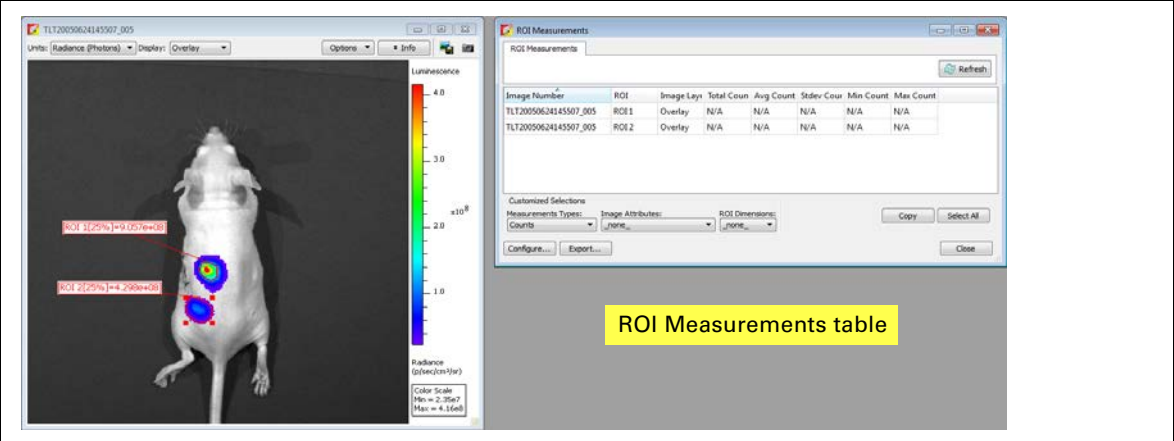 TLT20050624145507_005
Units: Radiance (Photons) Display: Overlay Options Info
Luminescence
4.0
3.0
x10 8
2.0
1.0
ROI 1[25%]=9.057e+08
ROI 2[25%]=4.298e+08
Radiance
(p/sec/cm²/sr)
Color Scale
Min = 2.35e7
Max = 4.16e8
ROI Measurements
ROI Measurements
Refresh
Image Number ROI Image Laye Total Coun Avg Count Stdev Cour Min Count Max Count
TLT20050624145507_005 ROI 1 Overlay N/A N/A N/A N/A N/A
TLT20050624145507_005 ROI 2 Overlay N/A N/A N/A N/A N/A
Customized Selections
Measurements Types: Image Attributes: ROI Dimensions:
Counts _none_ _none_ Copy Select All
Configure... Export... Close
ROI Measurements table